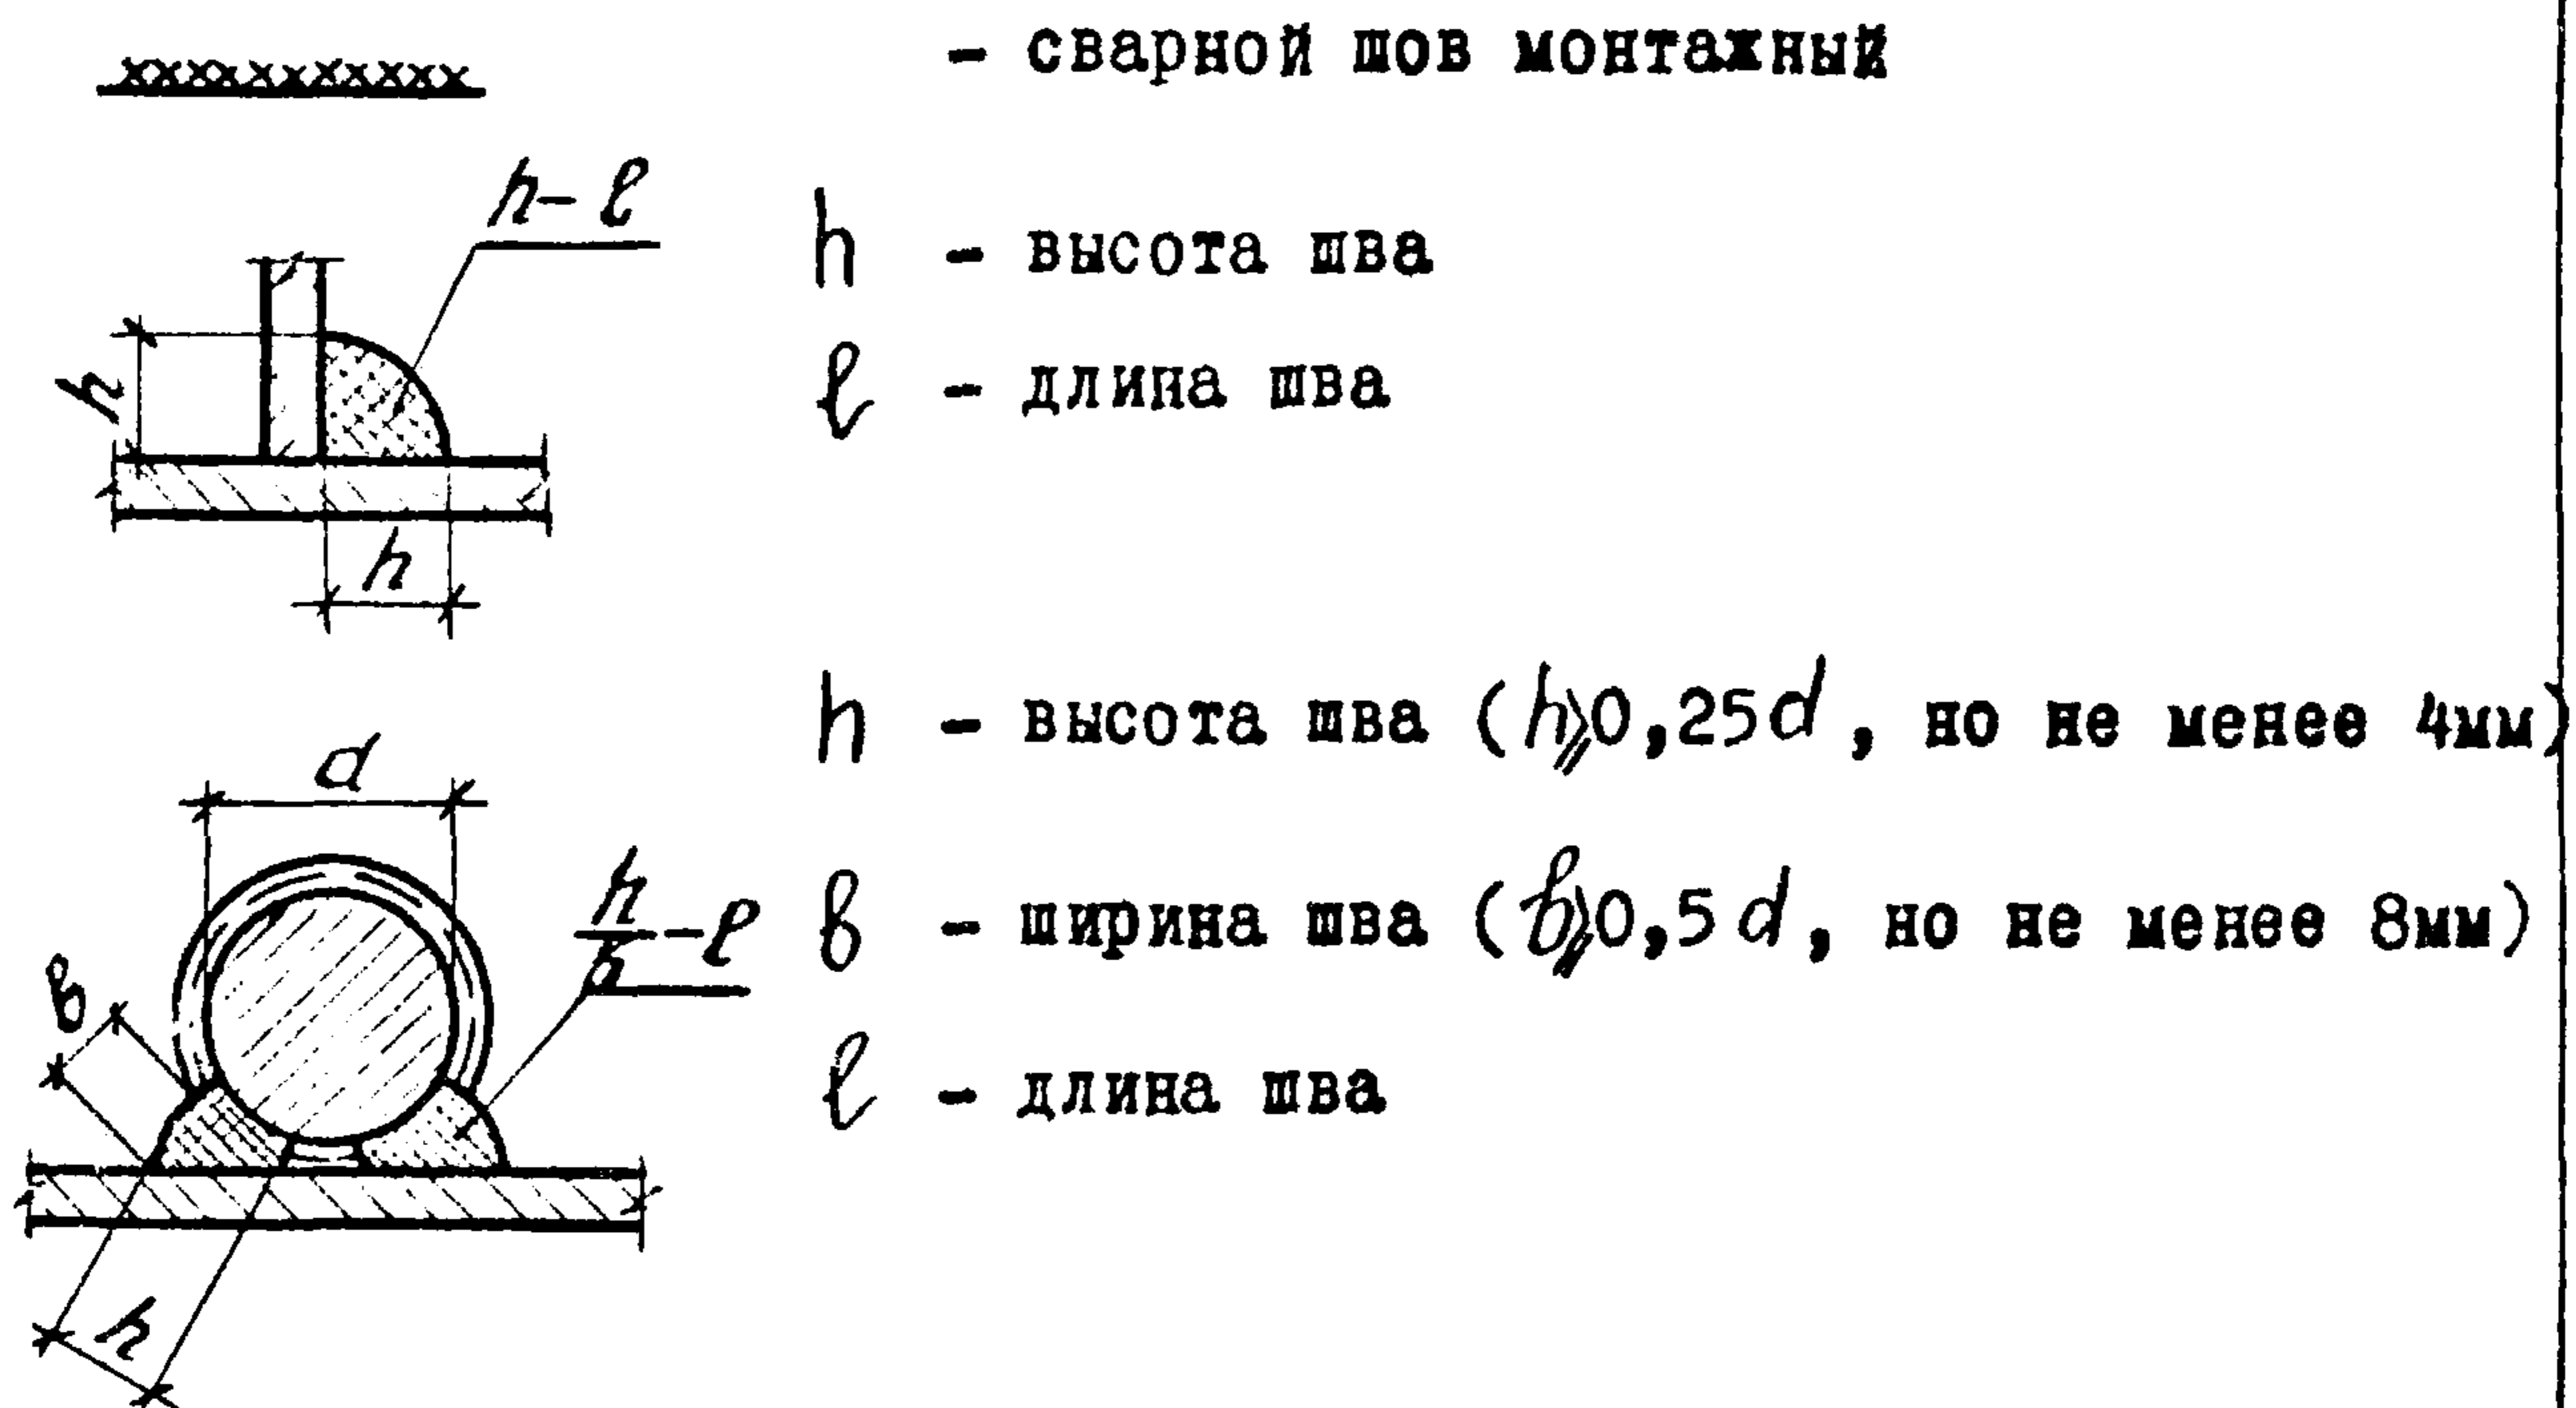 - сварной шов монтажный
h - l
h - высота шва
l - длина шва
h
h
h - высота шва (h⩾0,25d, но не менее 4мм)
d
h/в - l
в - ширина шва (в⩾0,5d, но не менее 8мм)
в
l - длина шва
h